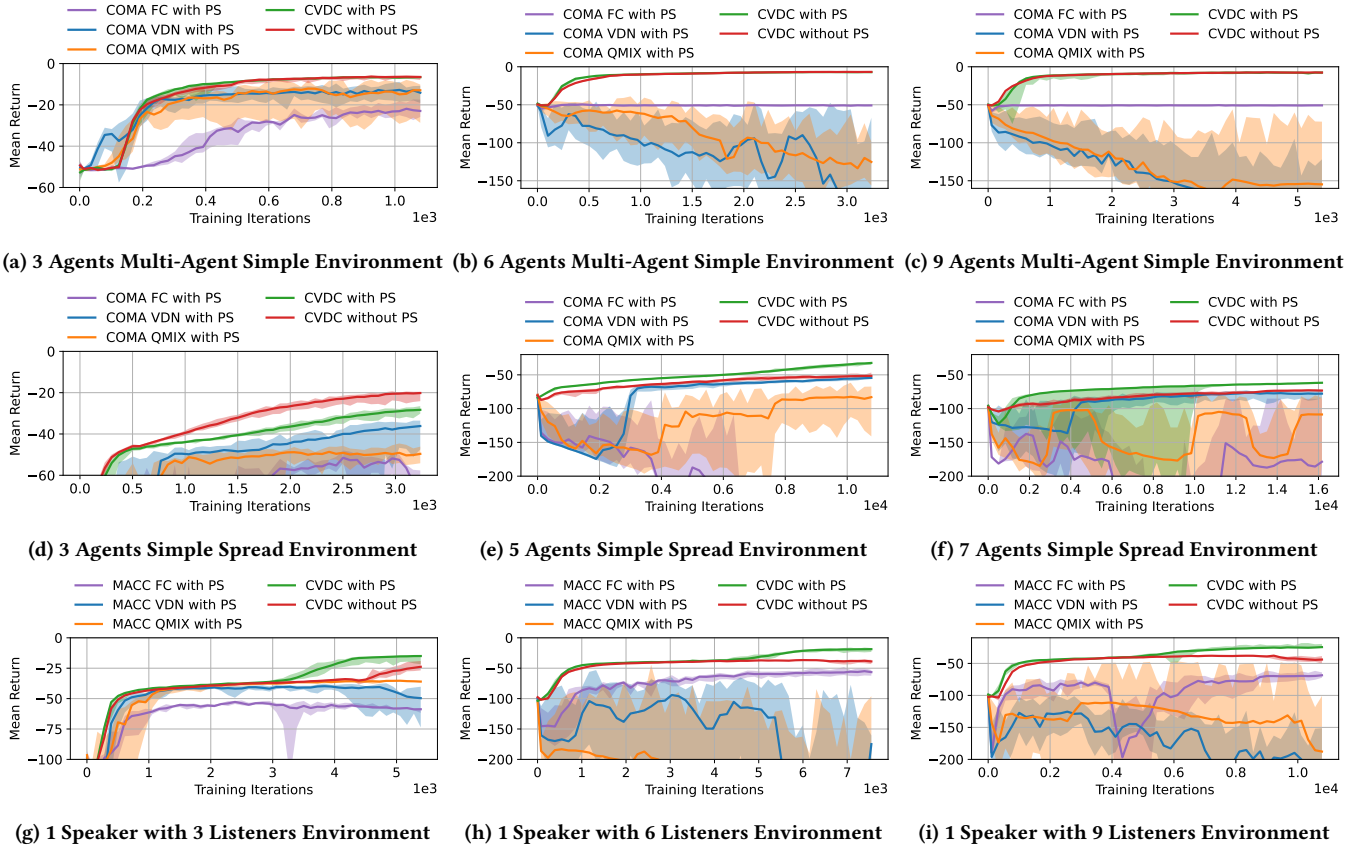 COMA FC with PS
COMA VDN with PS
COMA QMIX with PS
CVDC with PS
CVDC without PS
0
−20
−40
−60
Mean Return
0.0 0.2 0.4 0.6 0.8 1.0
Training Iterations
1e3
(a) 3 Agents Multi-Agent Simple Environment
COMA FC with PS
COMA VDN with PS
COMA QMIX with PS
CVDC with PS
CVDC without PS
0
−50
−100
−150
Mean Return
0.0 0.5 1.0 1.5 2.0 2.5 3.0
Training Iterations
1e3
(b) 6 Agents Multi-Agent Simple Environment
COMA FC with PS
COMA VDN with PS
COMA QMIX with PS
CVDC with PS
CVDC without PS
0
−50
−100
−150
Mean Return
0 1 2 3 4 5
Training Iterations
1e3
(c) 9 Agents Multi-Agent Simple Environment
COMA FC with PS
COMA VDN with PS
COMA QMIX with PS
CVDC with PS
CVDC without PS
0
−20
−40
−60
Mean Return
0.0 0.5 1.0 1.5 2.0 2.5 3.0
Training Iterations
1e3
(d) 3 Agents Simple Spread Environment
COMA FC with PS
COMA VDN with PS
COMA QMIX with PS
CVDC with PS
CVDC without PS
−50
−100
−150
−200
Mean Return
0.0 0.2 0.4 0.6 0.8 1.0
Training Iterations
1e4
(e) 5 Agents Simple Spread Environment
COMA FC with PS
COMA VDN with PS
COMA QMIX with PS
CVDC with PS
CVDC without PS
−50
−100
−150
−200
Mean Return
0.0 0.2 0.4 0.6 0.8 1.0 1.2 1.4 1.6
Training Iterations
1e4
(f) 7 Agents Simple Spread Environment
MACC FC with PS
MACC VDN with PS
MACC QMIX with PS
CVDC with PS
CVDC without PS
0
−25
−50
−75
−100
Mean Return
0 1 2 3 4 5
Training Iterations
1e3
(g) 1 Speaker with 3 Listeners Environment
MACC FC with PS
MACC VDN with PS
MACC QMIX with PS
CVDC with PS
CVDC without PS
0
−50
−100
−150
−200
Mean Return
0 1 2 3 4 5 6 7
Training Iterations
1e3
(h) 1 Speaker with 6 Listeners Environment
MACC FC with PS
MACC VDN with PS
MACC QMIX with PS
CVDC with PS
CVDC without PS
0
−50
−100
−150
−200
Mean Return
0.0 0.2 0.4 0.6 0.8 1.0
Training Iterations
1e4
(i) 1 Speaker with 9 Listeners Environment